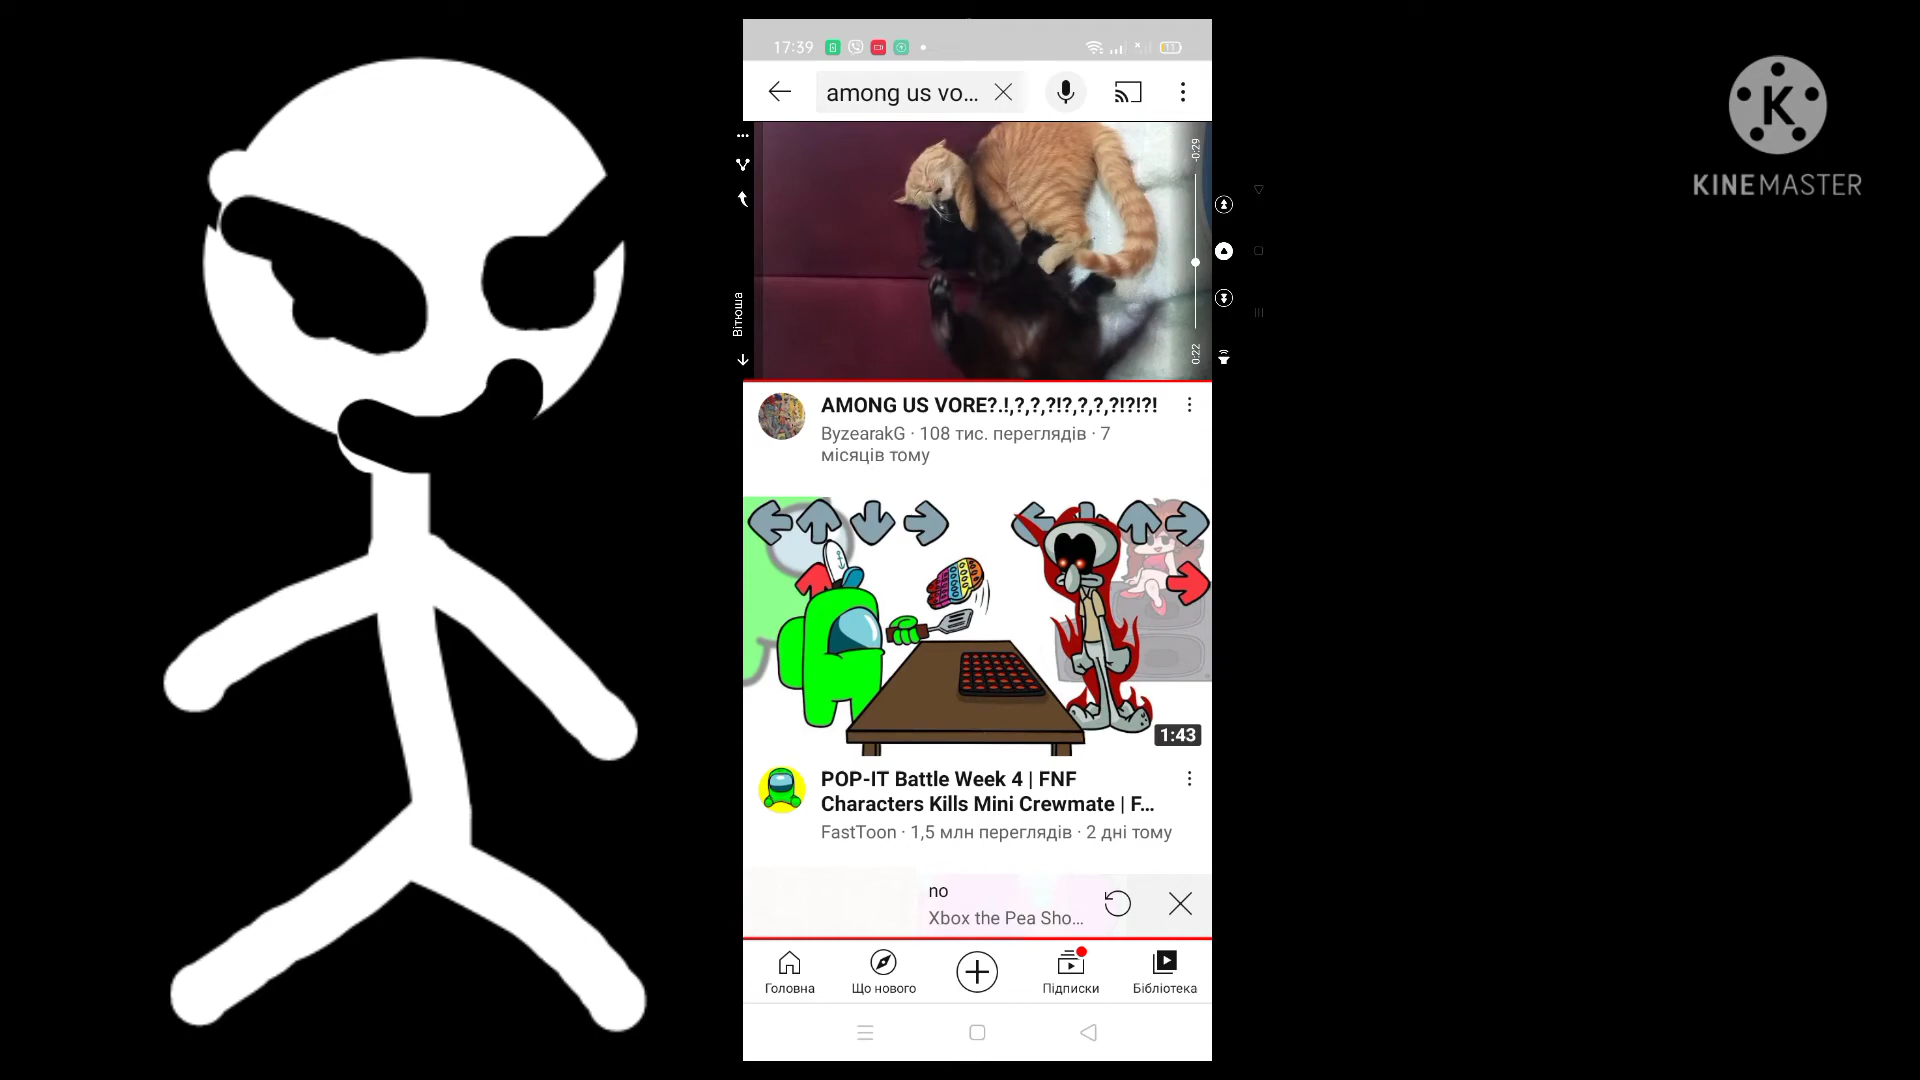 17:39
among us vo...
-0:29
0:22
Вітюша
AMONG US VORE?.!,?,?,?!?,?,?,?!?!?!
ByzearakG · 108 тис. переглядів · 7
місяців тому
1:43
POP-IT Battle Week 4 | FNF
Characters Kills Mini Crewmate | F...
FastToon · 1,5 млн переглядів · 2 дні тому
no
Xbox the Pea Sho...
Головна
Що нового
Підписки
Бібліотека
K
KINEMASTER